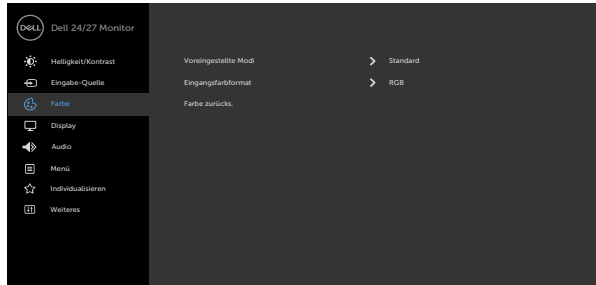 DELL Dell 24/27 Monitor
Helligkeit/Kontrast Voreingestellte Modi Standard
Eingabe-Quelle Eingangsfarbformat RGB
Farbe Farbe zurücks.
Display
Audio
Menü
Individualisieren
Weiteres